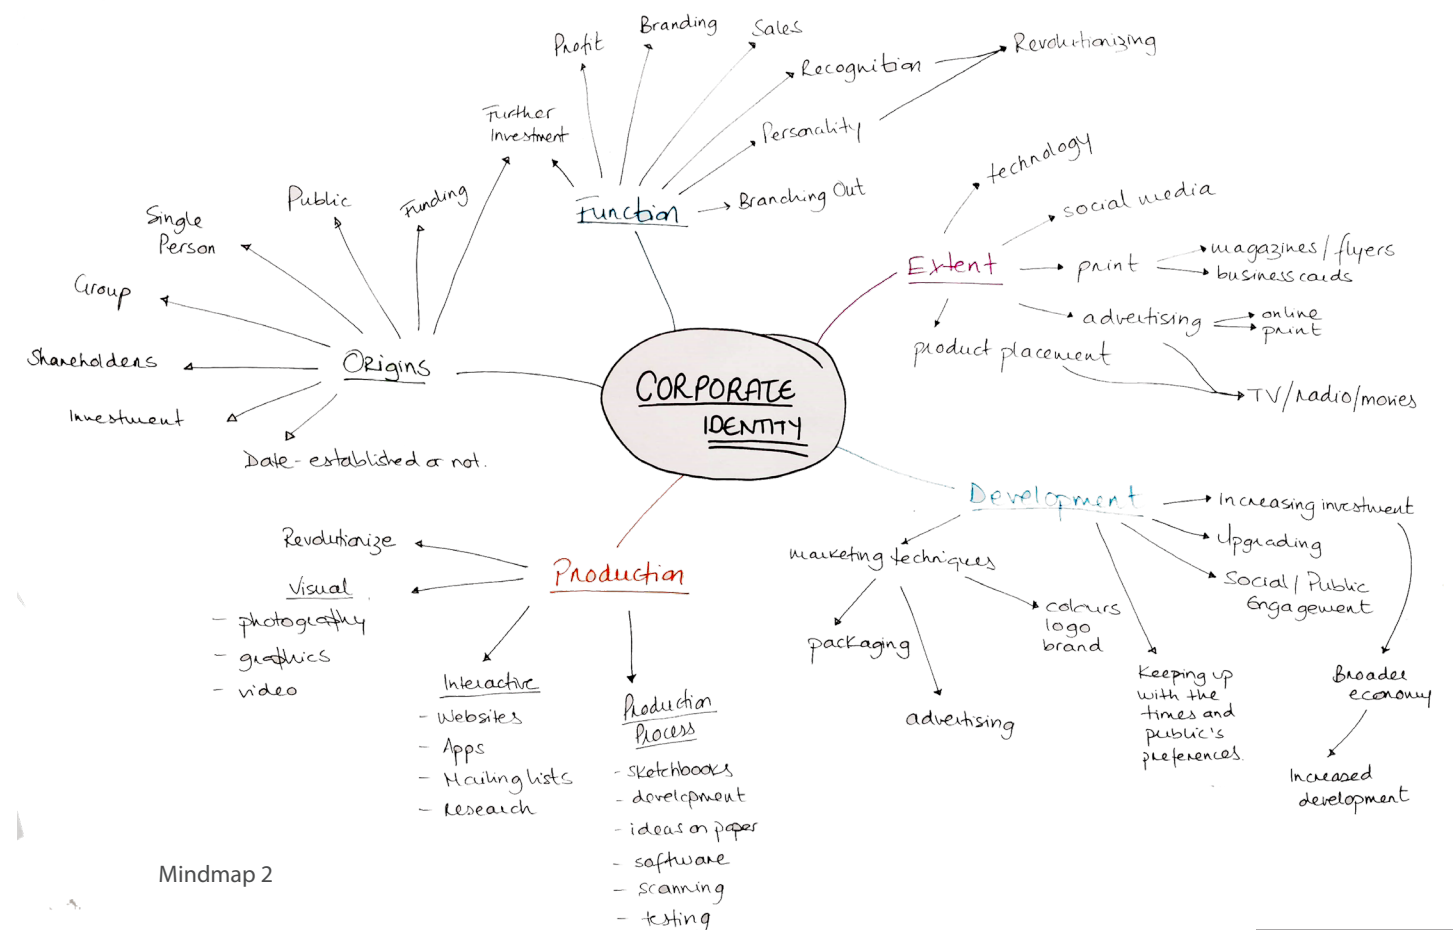 CORPORATE
IDENTITY
Function
Further
Investment
Profit
Branding
Sales
Recognition
Personality
Revolutionizing
Branching Out
Extent
technology
social media
print
magazines/flyers
business cards
advertising
online
print
product placement
TV/radio/movies
Development
Increasing investment
Upgrading
Social/Public
Engagement
Broader
economy
Increased
development
Keeping up
with the
times and
public's
preferences.
marketing techniques
colours
logo
brand
packaging
advertising
Production
Revolutionize
Visual
- photography
- graphics
- video
Interactive
- Websites
- Apps
- Mailing lists
- research
Production
Process
- sketchbooks
- development
- ideas on paper
- software
- scanning
- testing
Origins
Funding
Public
Single
Person
Group
Shareholders
Investment
Date - established or not.
Mindmap 2